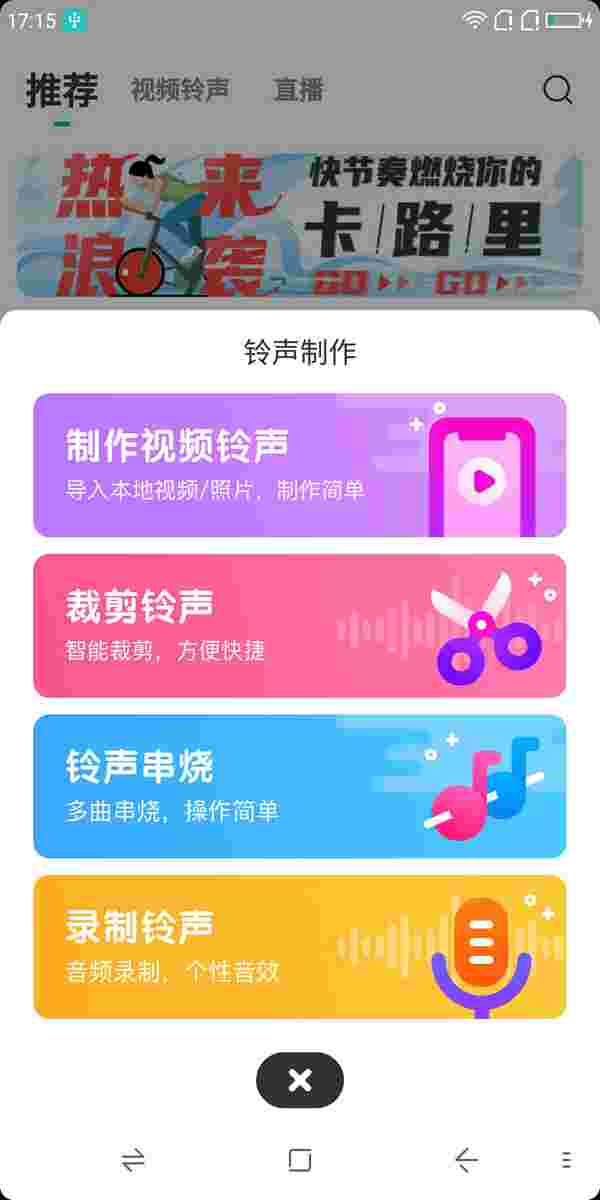 17:15
推荐 视频铃声 直播
热浪来袭
快节奏燃烧你的
卡路里
GO GO
铃声制作
制作视频铃声
导入本地视频/照片，制作简单
裁剪铃声
智能裁剪，方便快捷
铃声串烧
多曲串烧，操作简单
录制铃声
音频录制，个性音效